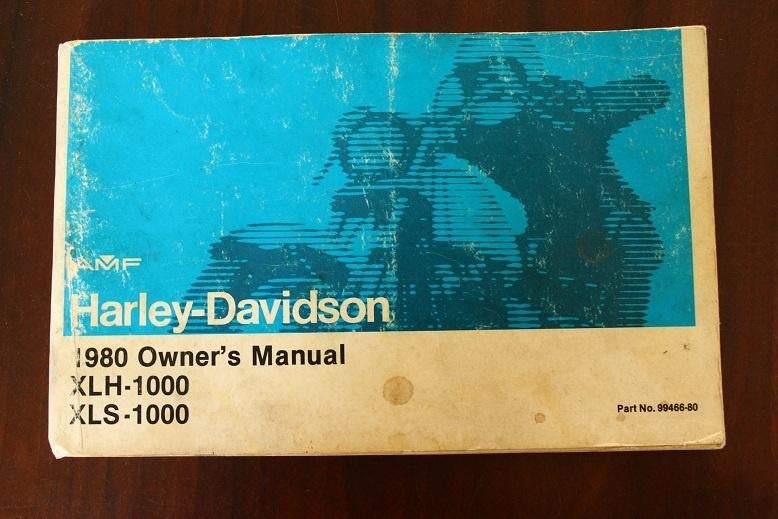 AMF
Harley-Davidson
1980 Owner's Manual
XLH-1000
XLS-1000
Part No. 99466-80